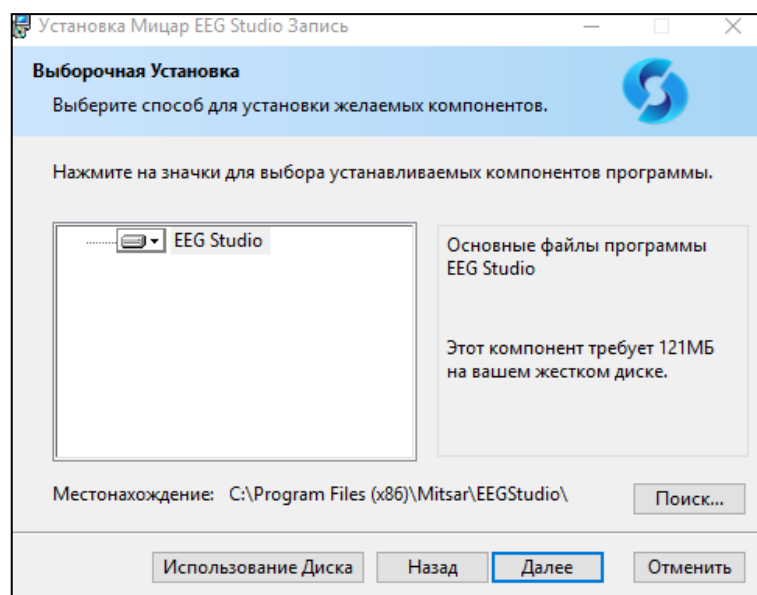 Установка Мицар EEG Studio Запись
Выборочная Установка
Выберите способ для установки желаемых компонентов.
Нажмите на значки для выбора устанавливаемых компонентов программы.
EEG Studio
Основные файлы программы
EEG Studio
Этот компонент требует 121МБ
на вашем жестком диске.
Местонахождение: C:\Program Files (x86)\Mitsar\EEGStudio\
Поиск...
Использование Диска
Назад
Далее
Отменить